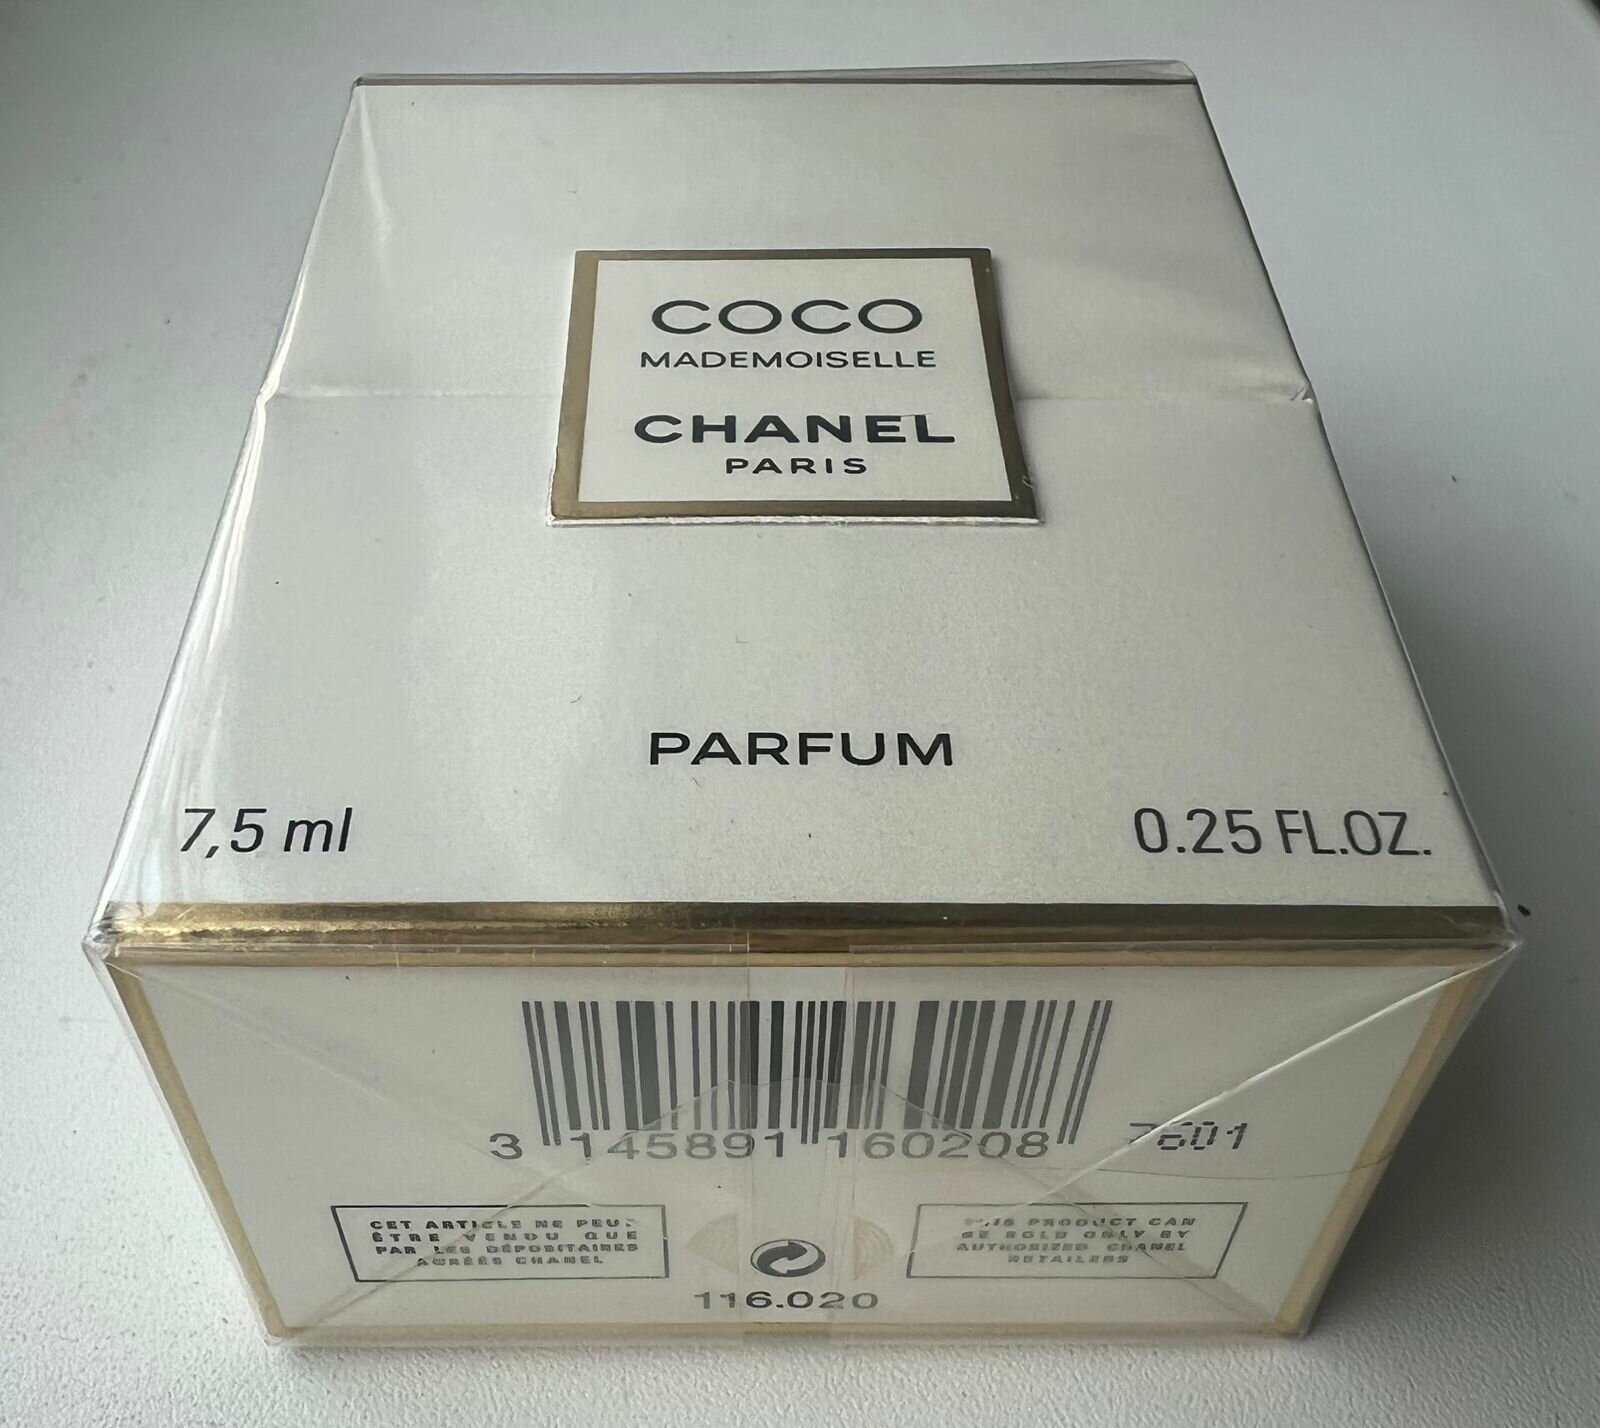 COCO
MADEMOISELLE
CHANEL
PARIS
PARFUM
7,5 ml
0.25 FL.OZ.
3 145891 160208
7601
CET ARTICLE NE PEUT
ÊTRE VENDU QUE
PAR LES DÉPOSITAIRES
AGRÉÉS CHANEL
THIS PRODUCT CAN
BE SOLD ONLY BY
AUTHORIZED CHANEL
RETAILERS
116.020